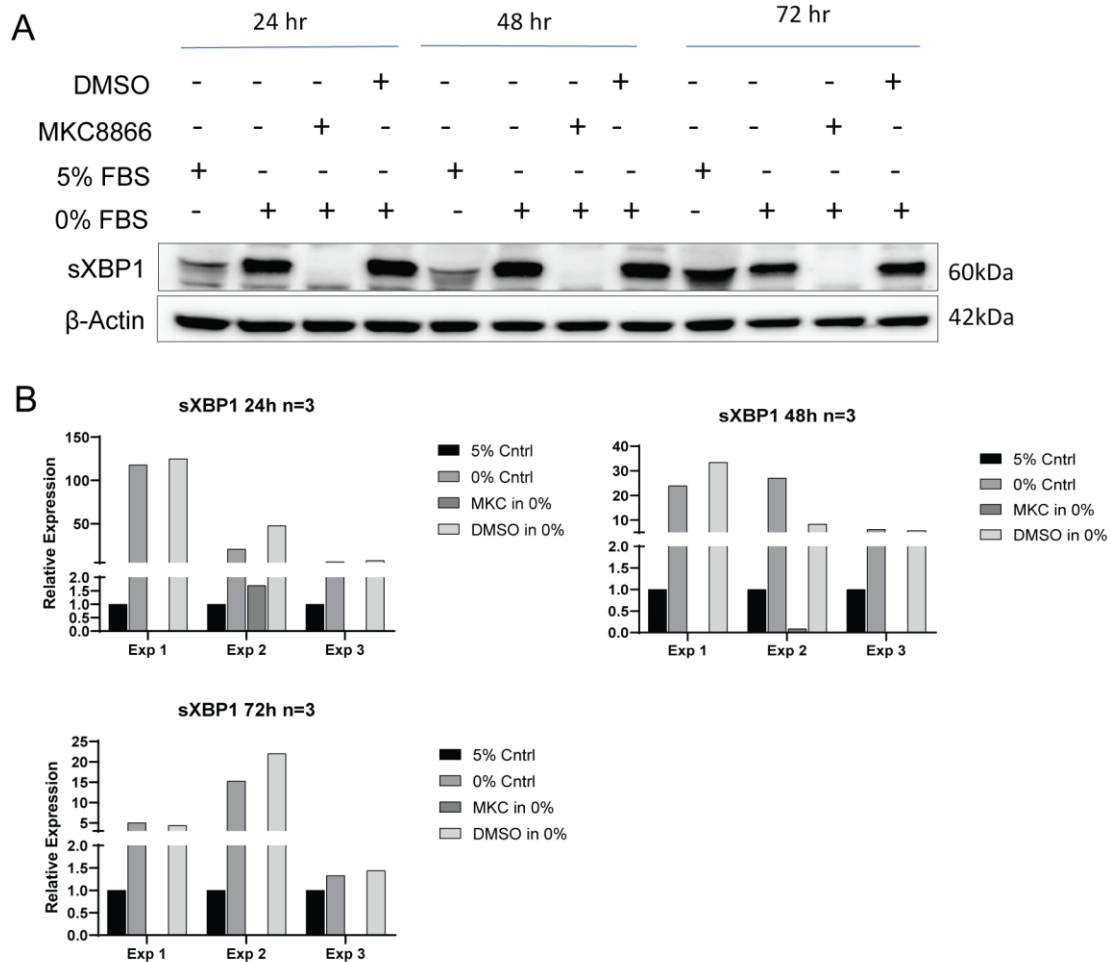 A
24 hr 48 hr 72 hr
DMSO - - - + - - - + - - - +
MKC8866 - - + - - - + - - - + -
5% FBS + - - - + - - - + - - -
0% FBS - + + + - + + + - + + +
sXBP1 60kDa
β-Actin 42kDa
B
sXBP1 24h n=3
Relative Expression
150
100
50
2.0
1.5
1.0
0.5
0.0
Exp 1 Exp 2 Exp 3
5% Cntrl
0% Cntrl
MKC in 0%
DMSO in 0%
sXBP1 48h n=3
40
30
20
10
2.0
1.5
1.0
0.5
0.0
Exp 1 Exp 2 Exp 3
5% Cntrl
0% Cntrl
MKC in 0%
DMSO in 0%
sXBP1 72h n=3
Relative Expression
25
20
15
10
5
2.0
1.5
1.0
0.5
0.0
Exp 1 Exp 2 Exp 3
5% Cntrl
0% Cntrl
MKC in 0%
DMSO in 0%